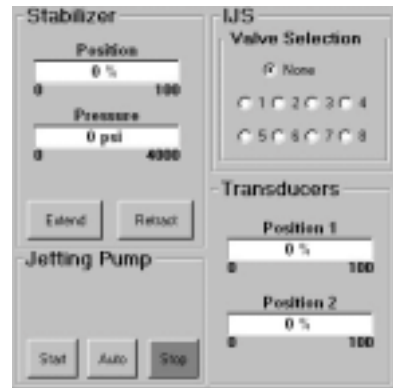 Stabilizer
Position
0 %
0 100
Pressure
0 psi
0 4000
Extend Retract
Jetting Pump
Start Auto Stop
IJS
Valve Selection
None
1 2 3 4
5 6 7 8
Transducers
Position 1
0 %
0 100
Position 2
0 %
0 100